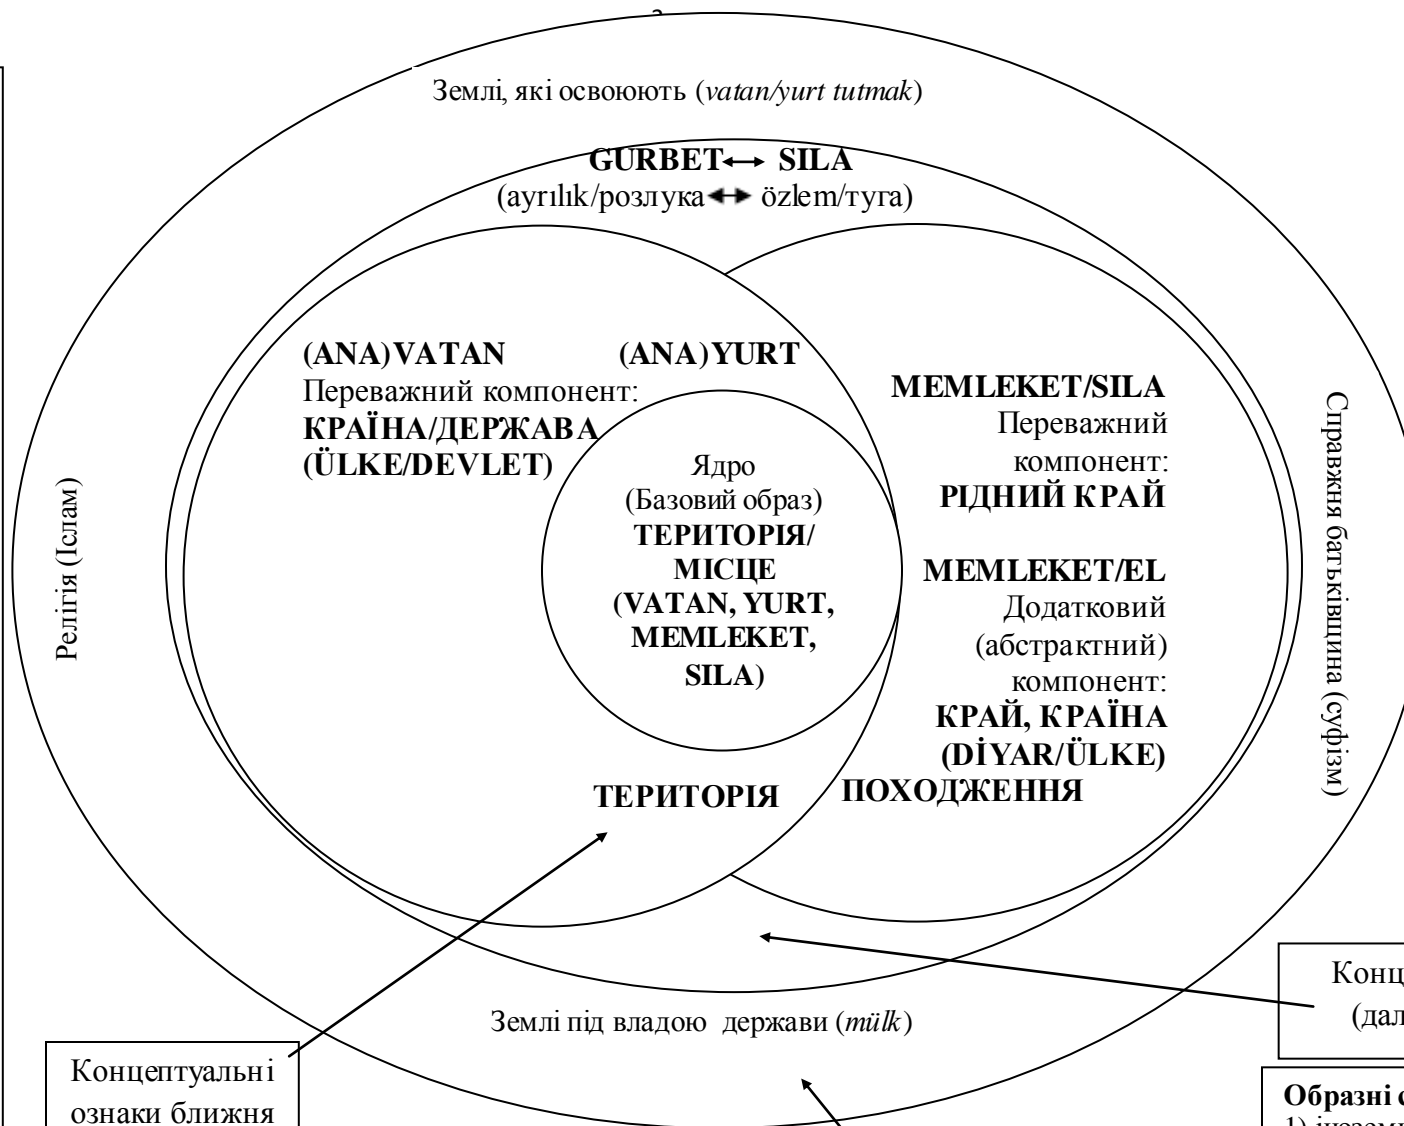 Землі, які освоюють (vatan/yurt tutmak)
GURBET↔ SILA
(ayrılık/розлука↔ özlem/туга)
(ANA)VATAN (ANA)YURT
Переважний компонент:
КРАЇНА/ДЕРЖАВА
(ÜLKE/DEVLET)
Ядро
(Базовий образ)
ТЕРИТОРІЯ/
МІСЦЕ
(VATAN, YURT,
MEMLEKET,
SILA)
MEMLEKET/SILA
Переважний
компонент:
РІДНИЙ КРАЙ
MEMLEKET/EL
Додатковий
(абстрактний)
компонент:
КРАЙ, КРАЇНА
(DİYAR/ÜLKE)
ТЕРИТОРІЯ ПОХОДЖЕННЯ
Релігія (Іслам)
Справжня батьківщина (суфізм)
Землі під владою держави (mülk)
Концептуальні
ознаки ближня
Конц
(дал
Образні с